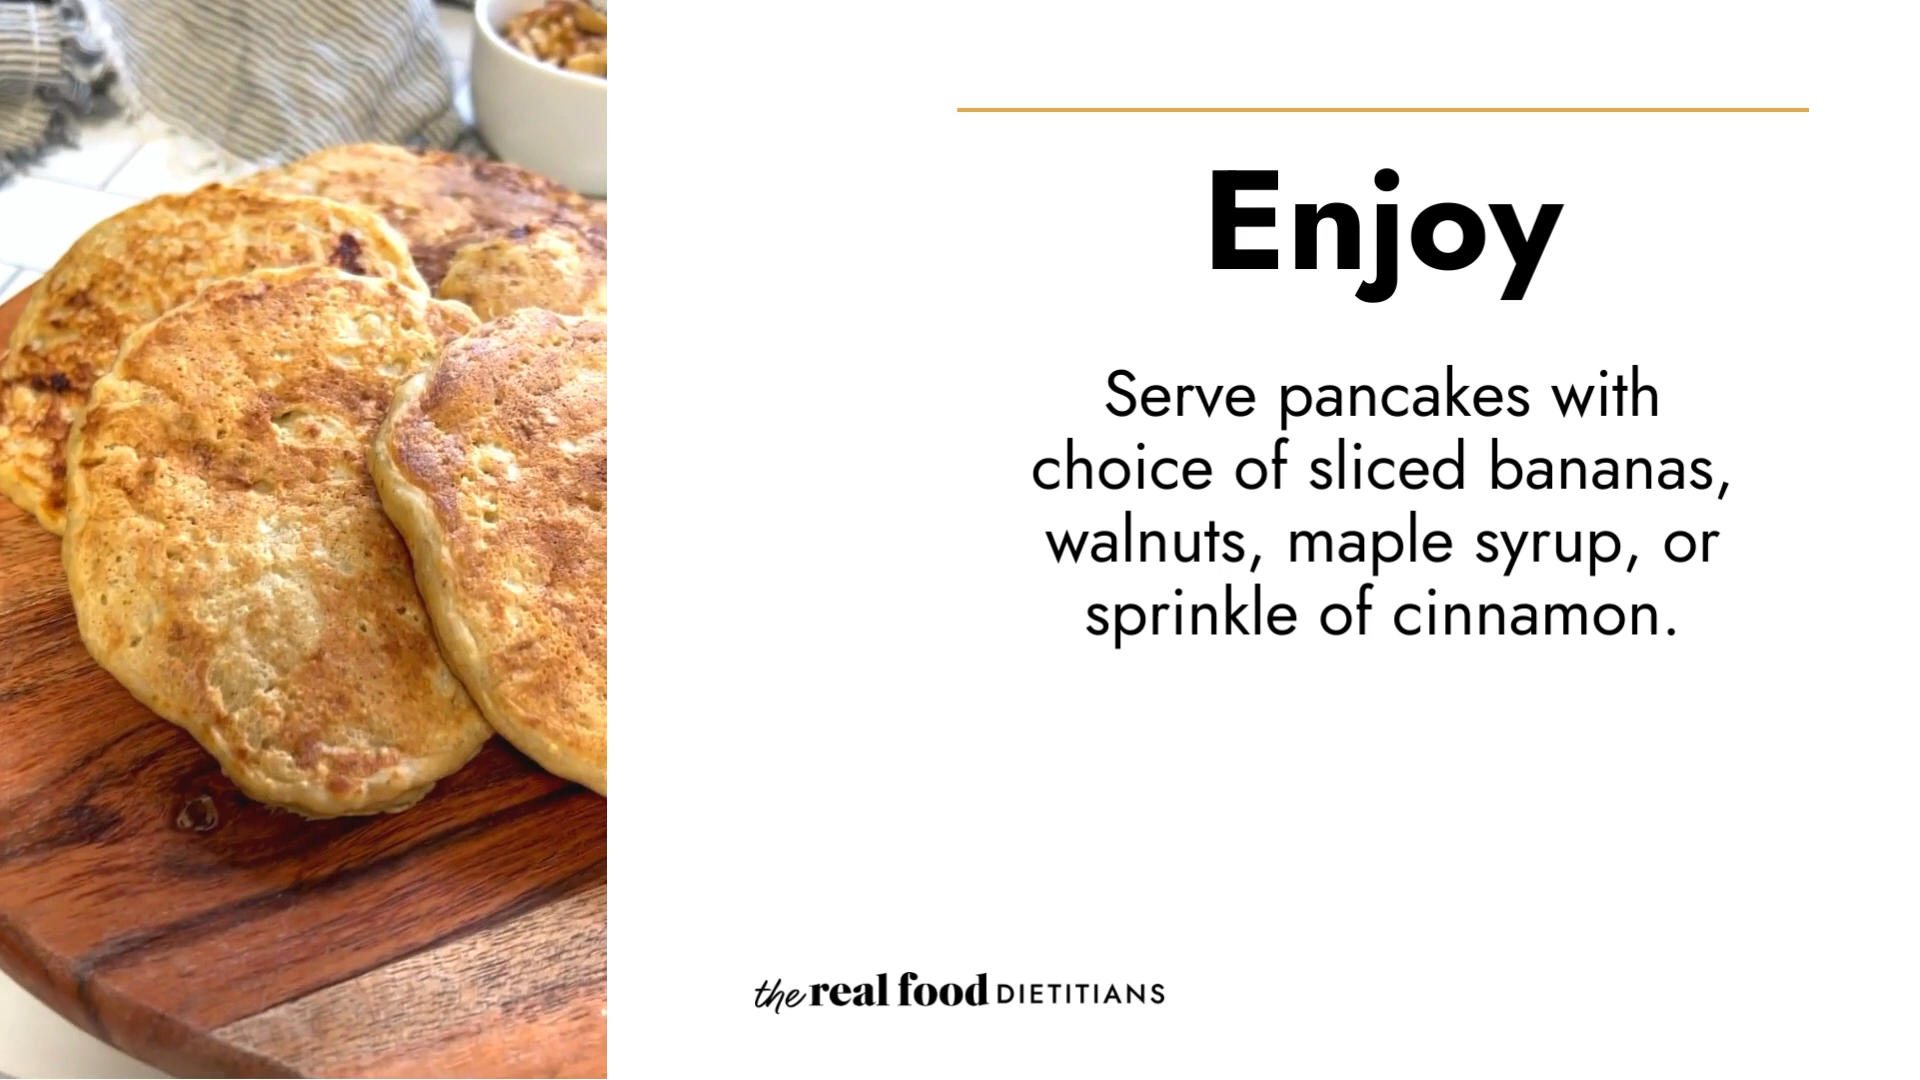 Enjoy
Serve pancakes with
choice of sliced bananas,
walnuts, maple syrup, or
sprinkle of cinnamon.
the real food DIETITIANS